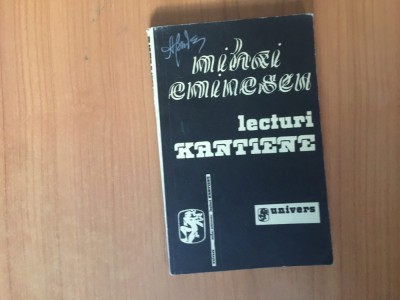 mihai
eminescu
lecturi
KANTIENE
univers